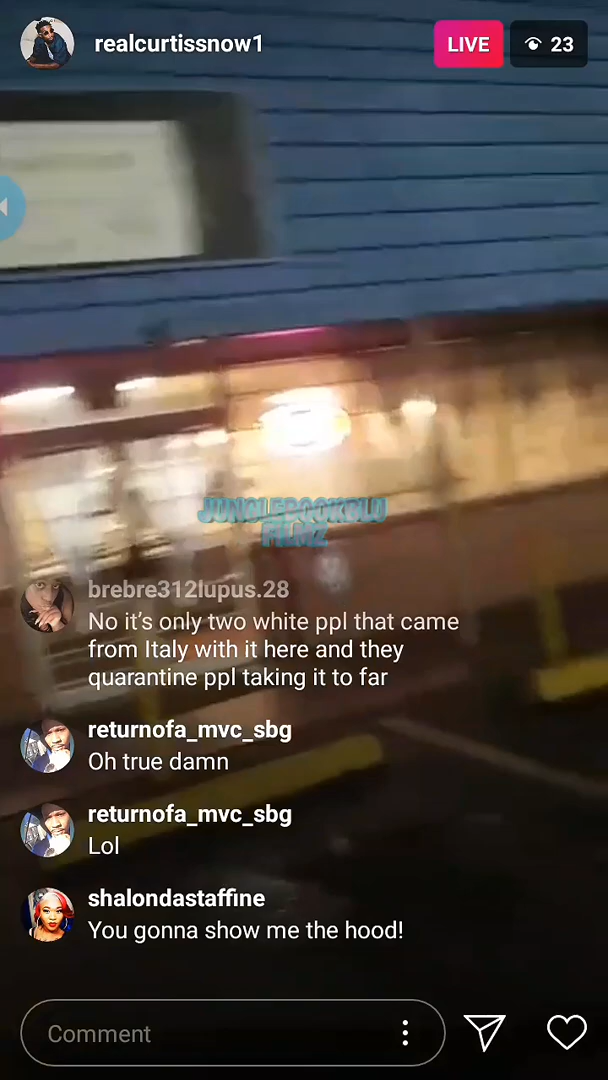 realcurtissnow1
LIVE
23
JUNGLEBOOKBLU
FILMZ
brebre312lupus.28
No it’s only two white ppl that came
from Italy with it here and they
quarantine ppl taking it to far
returnofa_mvc_sbg
Oh true damn
returnofa_mvc_sbg
Lol
shalondastaffine
You gonna show me the hood!
Comment